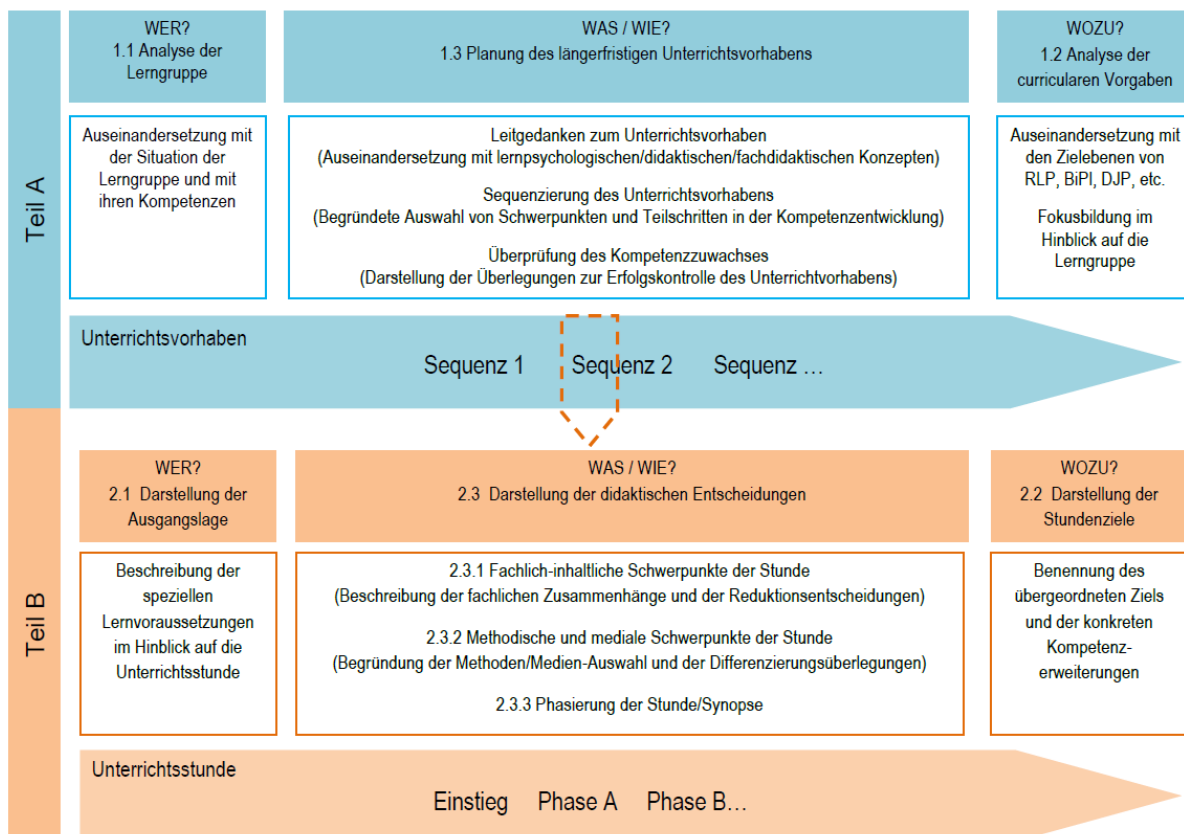 Teil A
WER?
1.1 Analyse der
Lerngruppe
WAS / WIE?
1.3 Planung des längerfristigen Unterrichtsvorhabens
WOZU?
1.2 Analyse der
curricularen Vorgaben
Auseinandersetzung mit
der Situation der
Lerngruppe und mit
ihren Kompetenzen
Leitgedanken zum Unterrichtsvorhaben
(Auseinandersetzung mit lernpsychologischen/didaktischen/fachdidaktischen Konzepten)
Sequenzierung des Unterrichtsvorhabens
(Begründete Auswahl von Schwerpunkten und Teilschritten in der Kompetenzentwicklung)
Überprüfung des Kompetenzzuwachses
(Darstellung der Überlegungen zur Erfolgskontrolle des Unterrichtvorhabens)
Auseinandersetzung mit
den Zielebenen von
RLP, BiPl, DJP, etc.
Fokusbildung im
Hinblick auf die
Lerngruppe
Unterrichtsvorhaben
Sequenz 1 Sequenz 2 Sequenz …
Teil B
WER?
2.1 Darstellung der
Ausgangslage
WAS / WIE?
2.3 Darstellung der didaktischen Entscheidungen
WOZU?
2.2 Darstellung der
Stundenziele
Beschreibung der
speziellen
Lernvoraussetzungen
im Hinblick auf die
Unterrichtsstunde
2.3.1 Fachlich-inhaltliche Schwerpunkte der Stunde
(Beschreibung der fachlichen Zusammenhänge und der Reduktionsentscheidungen)
2.3.2 Methodische und mediale Schwerpunkte der Stunde
(Begründung der Methoden/Medien-Auswahl und der Differenzierungsüberlegungen)
2.3.3 Phasierung der Stunde/Synopse
Benennung des
übergeordneten Ziels
und der konkreten
Kompetenz-
erweiterungen
Unterrichtsstunde
Einstieg Phase A Phase B…